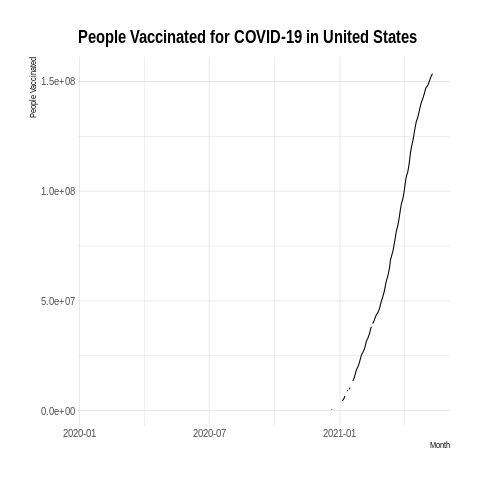 People Vaccinated for COVID-19 in United States
People Vaccinated
1.5e+08
1.0e+08
5.0e+07
0.0e+00
2020-01
2020-07
2021-01
Month